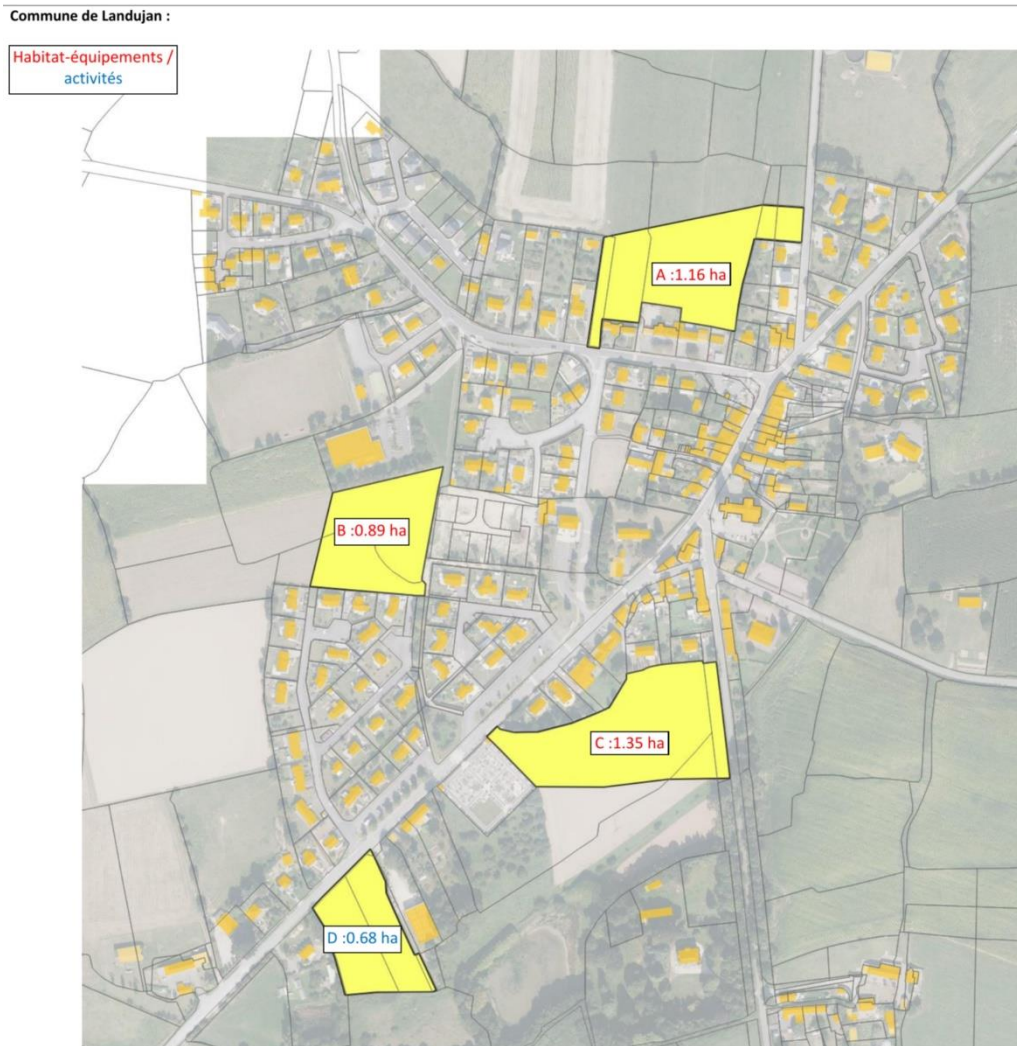 Commune de Landujan :
Habitat-équipements /
activités
A :1.16 ha
B :0.89 ha
C :1.35 ha
D :0.68 ha